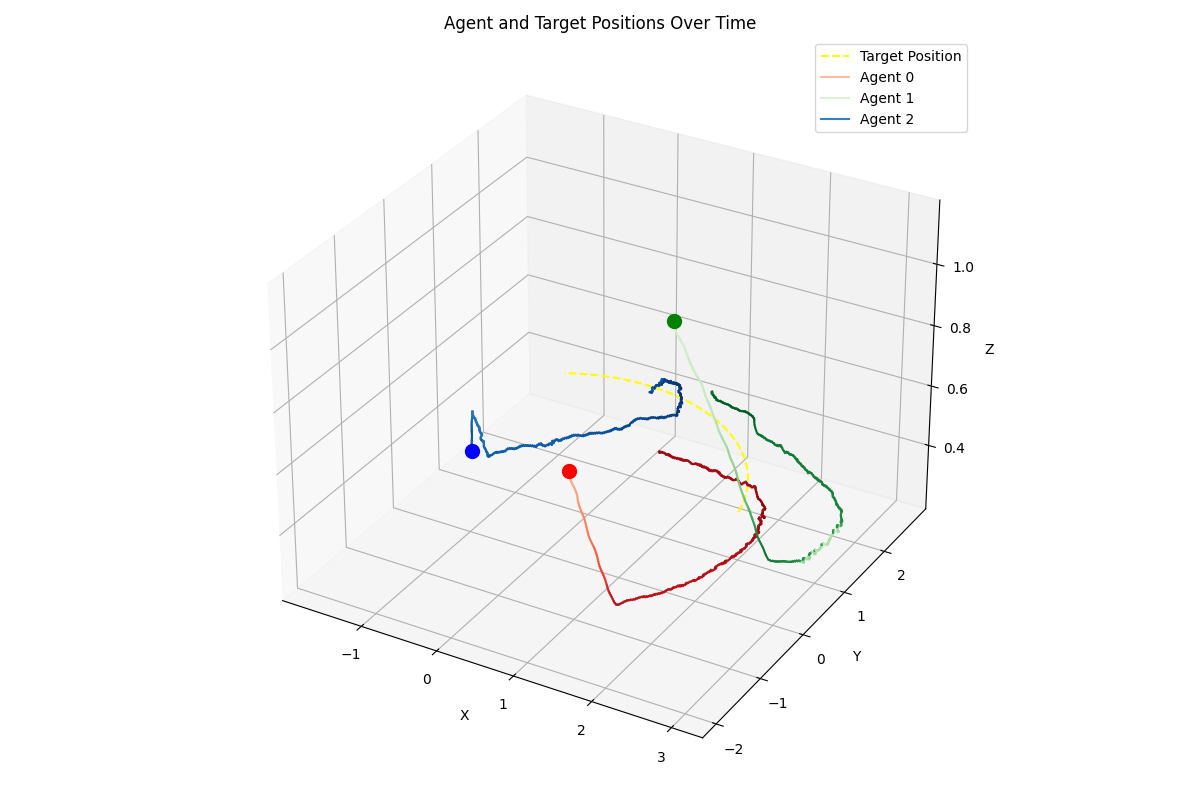 Agent and Target Positions Over Time
Target Position
Agent 0
Agent 1
Agent 2
1.0
0.8
Z
0.6
0.4
2
1
0
Y
−1
−2
−1
0
1
X
2
3